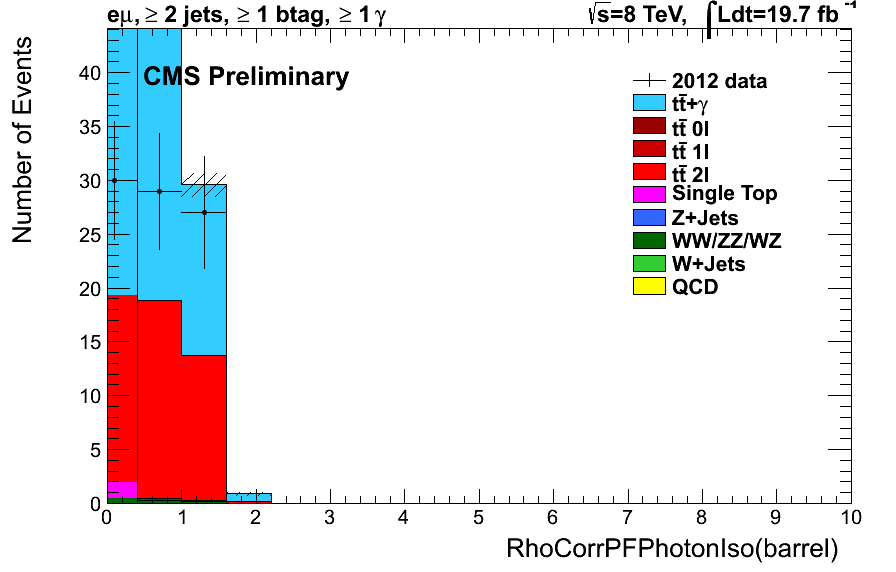 eμ, ≥ 2 jets, ≥ 1 btag, ≥ 1 γ
√s=8 TeV, ∫Ldt=19.7 fb⁻¹
CMS Preliminary
Number of Events
2012 data
tt̄+γ
tt̄ 0l
tt̄ 1l
tt̄ 2l
Single Top
Z+Jets
WW/ZZ/WZ
W+Jets
QCD
40
35
30
25
20
15
10
5
0
0 1 2 3 4 5 6 7 8 9 10
RhoCorrPFPhotonIso(barrel)